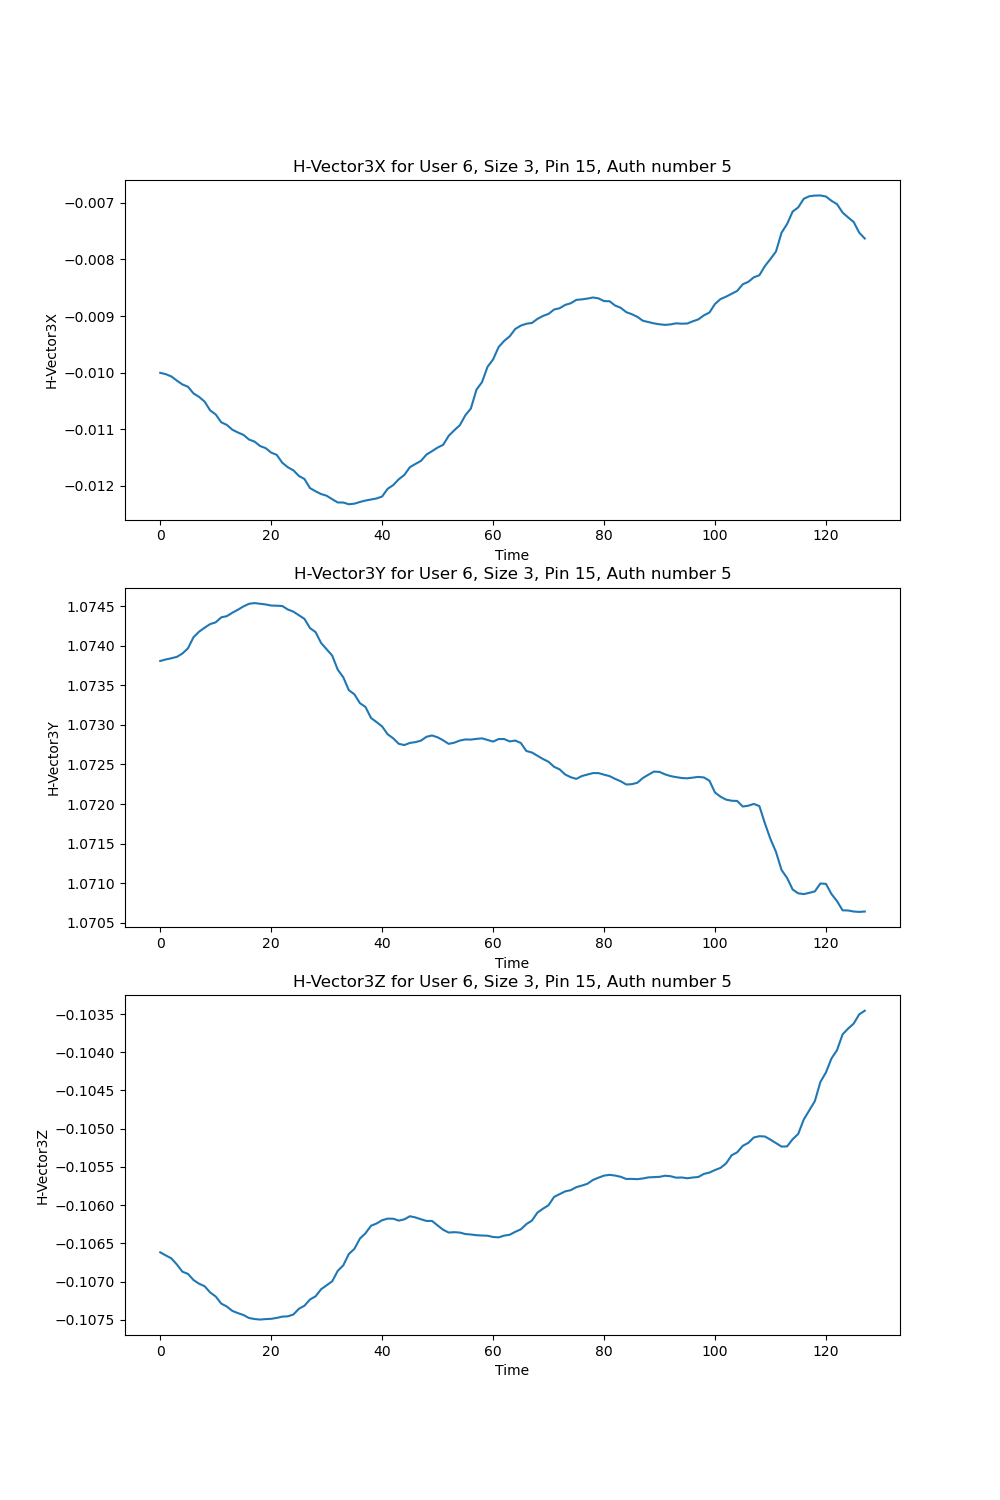 H-Vector3X for User 6, Size 3, Pin 15, Auth number 5
H-Vector3X
−0.007
−0.008
−0.009
−0.010
−0.011
−0.012
0 20 40 60 80 100 120
Time
H-Vector3Y for User 6, Size 3, Pin 15, Auth number 5
H-Vector3Y
1.0745
1.0740
1.0735
1.0730
1.0725
1.0720
1.0715
1.0710
1.0705
0 20 40 60 80 100 120
Time
H-Vector3Z for User 6, Size 3, Pin 15, Auth number 5
H-Vector3Z
−0.1035
−0.1040
−0.1045
−0.1050
−0.1055
−0.1060
−0.1065
−0.1070
−0.1075
0 20 40 60 80 100 120
Time